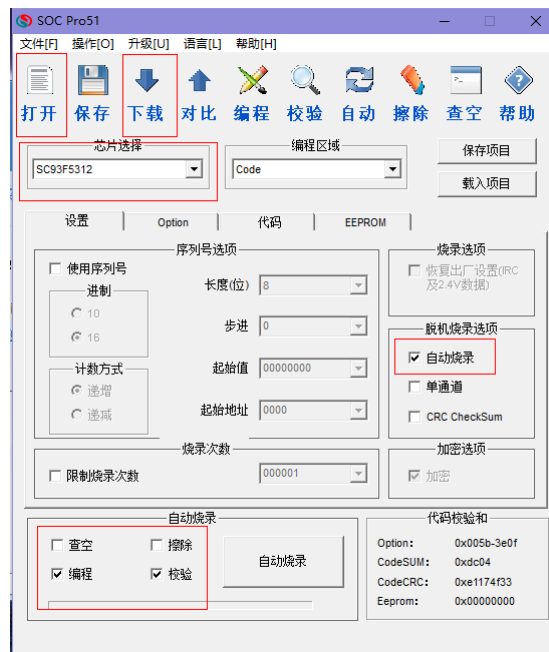 SOC Pro51
文件[F] 操作[O] 升级[U] 语言[L] 帮助[H]
打开 保存 下载 对比 编程 校验 自动 擦除 查空 帮助
芯片选择 编程区域
SC93F5312 Code
保存项目
载入项目
设置 Option 代码 EEPROM
序列号选项 烧录选项
使用序列号
恢复出厂设置(IRC
及2.4V数据)
进制
10
16
长度(位) 8
步进 0
脱机烧录选项
自动烧录
计数方式
递增
递减
起始值 00000000
单通道
起始地址 0000
CRC CheckSum
烧录次数 加密选项
限制烧录次数 000001 加密
自动烧录 代码校验和
查空 擦除
编程 校验
自动烧录
Option: 0x005b-3e0f
CodeSUM: 0xdc04
CodeCRC: 0xe1174f33
Eeprom: 0x00000000